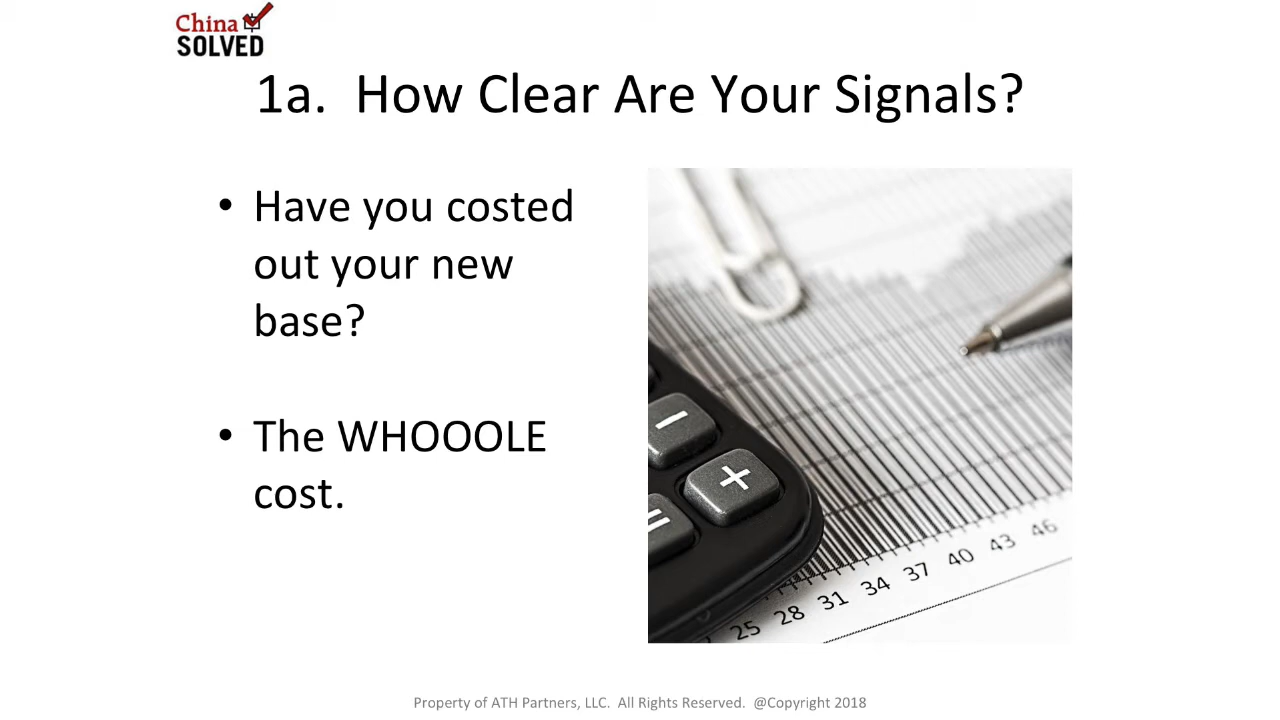 China
SOLVED
1a. How Clear Are Your Signals?
• Have you costed
out your new
base?
• The WHOOOLE
cost.
25 28 31 34 37 40 43 46
Property of ATH Partners, LLC. All Rights Reserved. @Copyright 2018